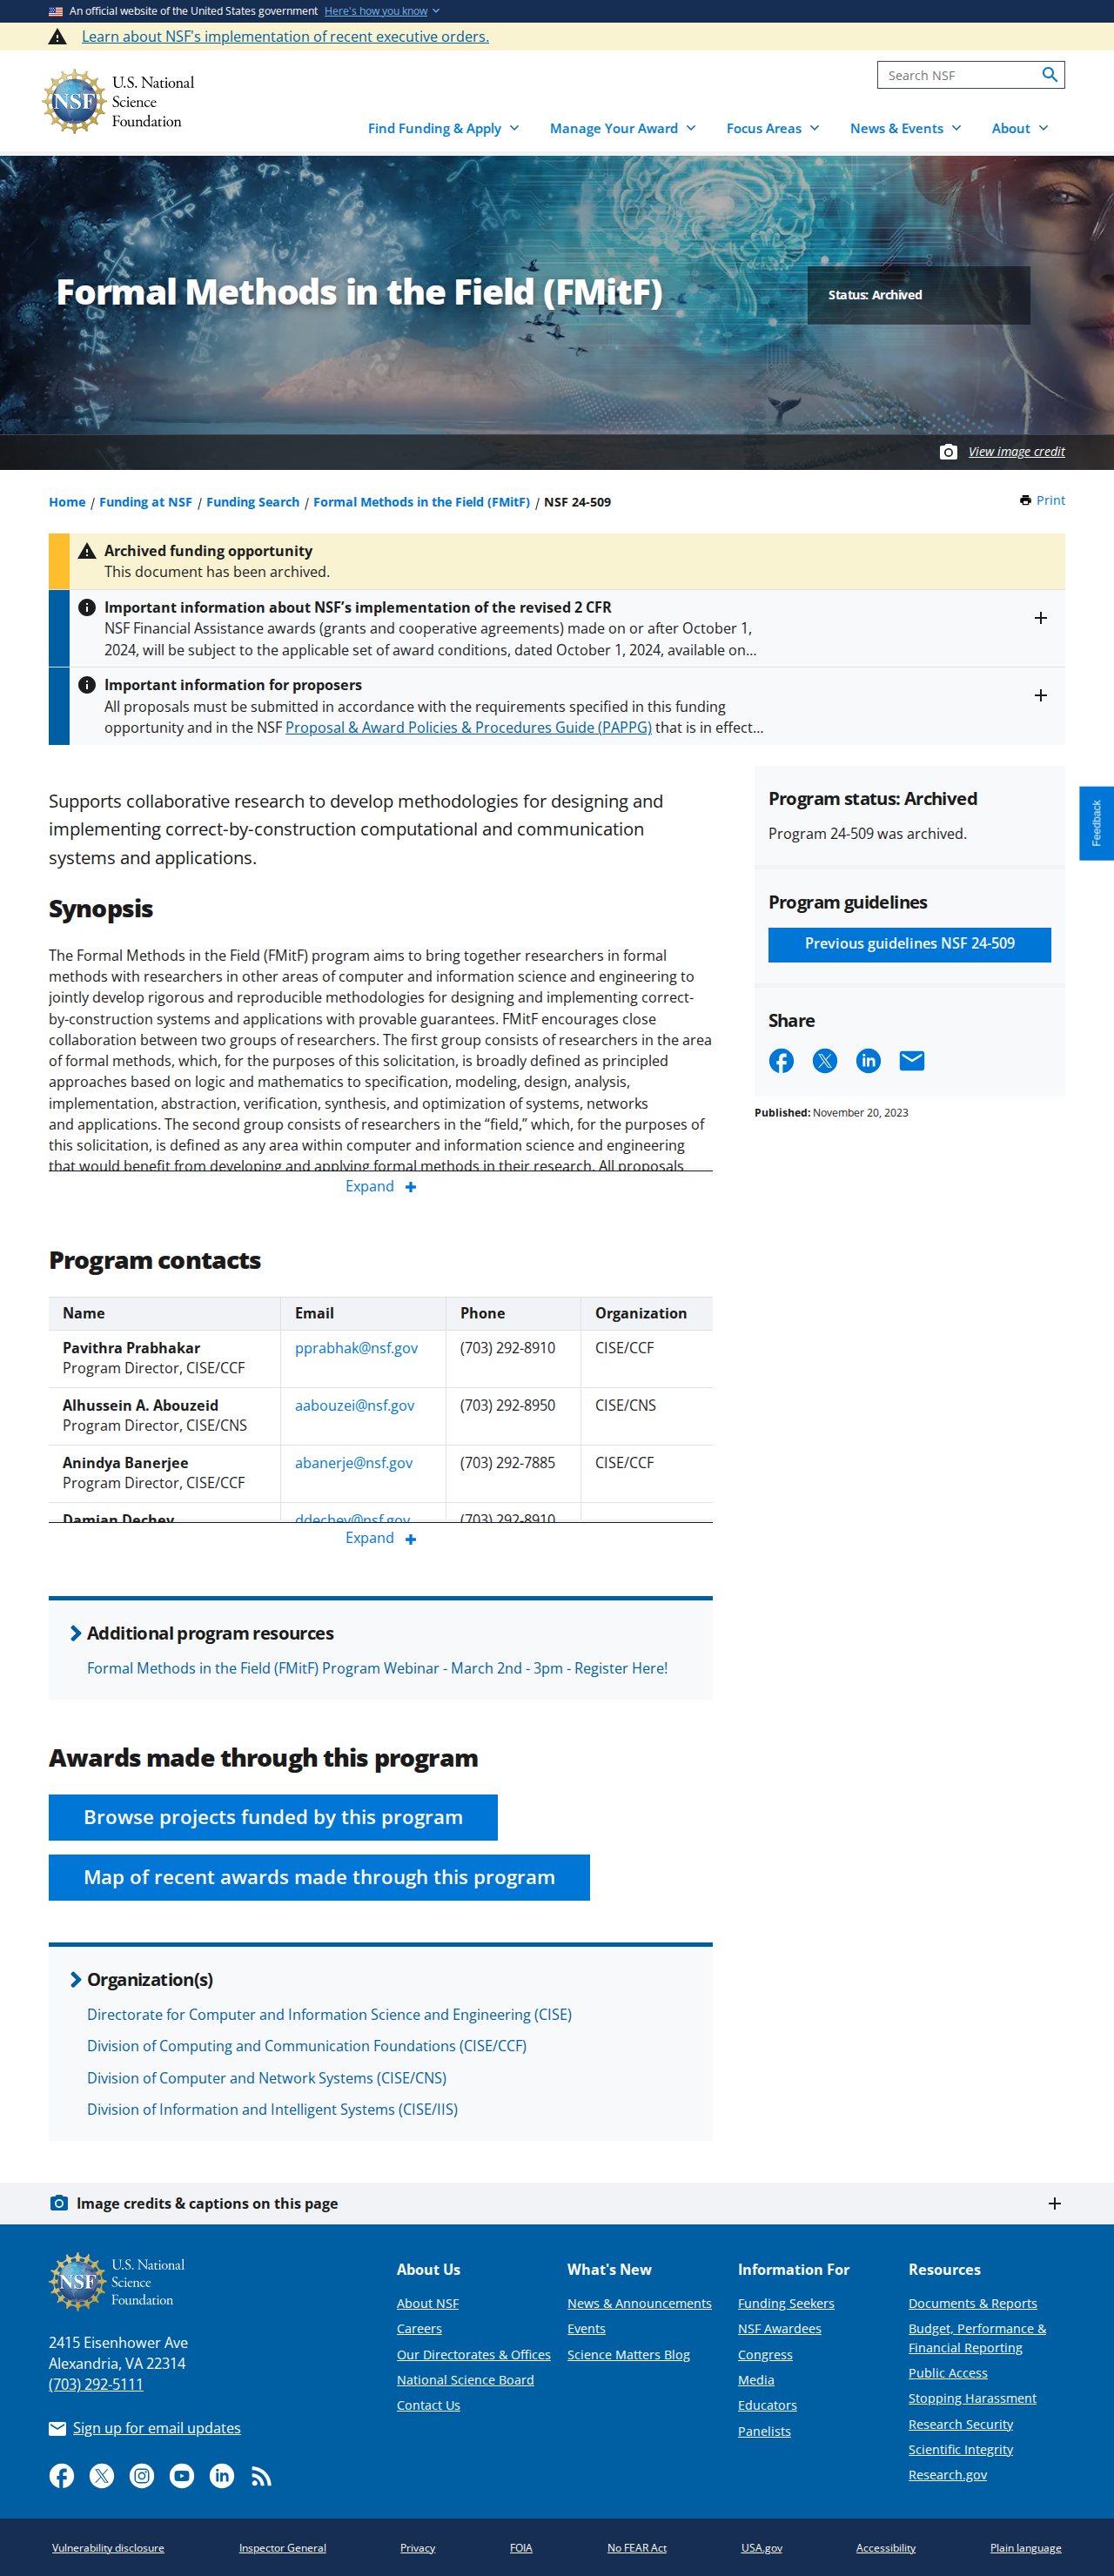 An official website of the United States government Here's how you know
Learn about NSF's implementation of recent executive orders.
NSF
U.S. National
Science
Foundation
Search NSF
Find Funding & Apply Manage Your Award Focus Areas News & Events About
Formal Methods in the Field (FMitF)
Status: Archived
View image credit
Home / Funding at NSF / Funding Search / Formal Methods in the Field (FMitF) / NSF 24-509
Print
Archived funding opportunity
This document has been archived.
Important information about NSF’s implementation of the revised 2 CFR
NSF Financial Assistance awards (grants and cooperative agreements) made on or after October 1,
2024, will be subject to the applicable set of award conditions, dated October 1, 2024, available on...
Important information for proposers
All proposals must be submitted in accordance with the requirements specified in this funding
opportunity and in the NSF Proposal & Award Policies & Procedures Guide (PAPPG) that is in effect...
Supports collaborative research to develop methodologies for designing and
implementing correct-by-construction computational and communication
systems and applications.
Synopsis
The Formal Methods in the Field (FMitF) program aims to bring together researchers in formal
methods with researchers in other areas of computer and information science and engineering to
jointly develop rigorous and reproducible methodologies for designing and implementing correct-
by-construction systems and applications with provable guarantees. FMitF encourages close
collaboration between two groups of researchers. The first group consists of researchers in the area
of formal methods, which, for the purposes of this solicitation, is broadly defined as principled
approaches based on logic and mathematics to specification, modeling, design, analysis,
implementation, abstraction, verification, synthesis, and optimization of systems, networks
and applications. The second group consists of researchers in the “field,” which, for the purposes of
this solicitation, is defined as any area within computer and information science and engineering
that would benefit from developing and applying formal methods in their research. All proposals
Expand
Program status: Archived
Program 24-509 was archived.
Program guidelines
Previous guidelines NSF 24-509
Share
Published: November 20, 2023
Feedback
Program contacts
Name Email Phone Organization
Pavithra Prabhakar pprabhak@nsf.gov (703) 292-8910 CISE/CCF
Program Director, CISE/CCF
Alhussein A. Abouzeid aabouzei@nsf.gov (703) 292-8950 CISE/CNS
Program Director, CISE/CNS
Anindya Banerjee abanerje@nsf.gov (703) 292-7885 CISE/CCF
Program Director, CISE/CCF
Damian Dechev ddechev@nsf.gov (703) 292-8910
Expand
Additional program resources
Formal Methods in the Field (FMitF) Program Webinar - March 2nd - 3pm - Register Here!
Awards made through this program
Browse projects funded by this program
Map of recent awards made through this program
Organization(s)
Directorate for Computer and Information Science and Engineering (CISE)
Division of Computing and Communication Foundations (CISE/CCF)
Division of Computer and Network Systems (CISE/CNS)
Division of Information and Intelligent Systems (CISE/IIS)
Image credits & captions on this page
NSF
U.S. National
Science
Foundation
2415 Eisenhower Ave
Alexandria, VA 22314
(703) 292-5111
Sign up for email updates
About Us
About NSF
Careers
Our Directorates & Offices
National Science Board
Contact Us
What's New
News & Announcements
Events
Science Matters Blog
Information For
Funding Seekers
NSF Awardees
Congress
Media
Educators
Panelists
Resources
Documents & Reports
Budget, Performance &
Financial Reporting
Public Access
Stopping Harassment
Research Security
Scientific Integrity
Research.gov
Vulnerability disclosure Inspector General Privacy FOIA No FEAR Act USA.gov Accessibility Plain language